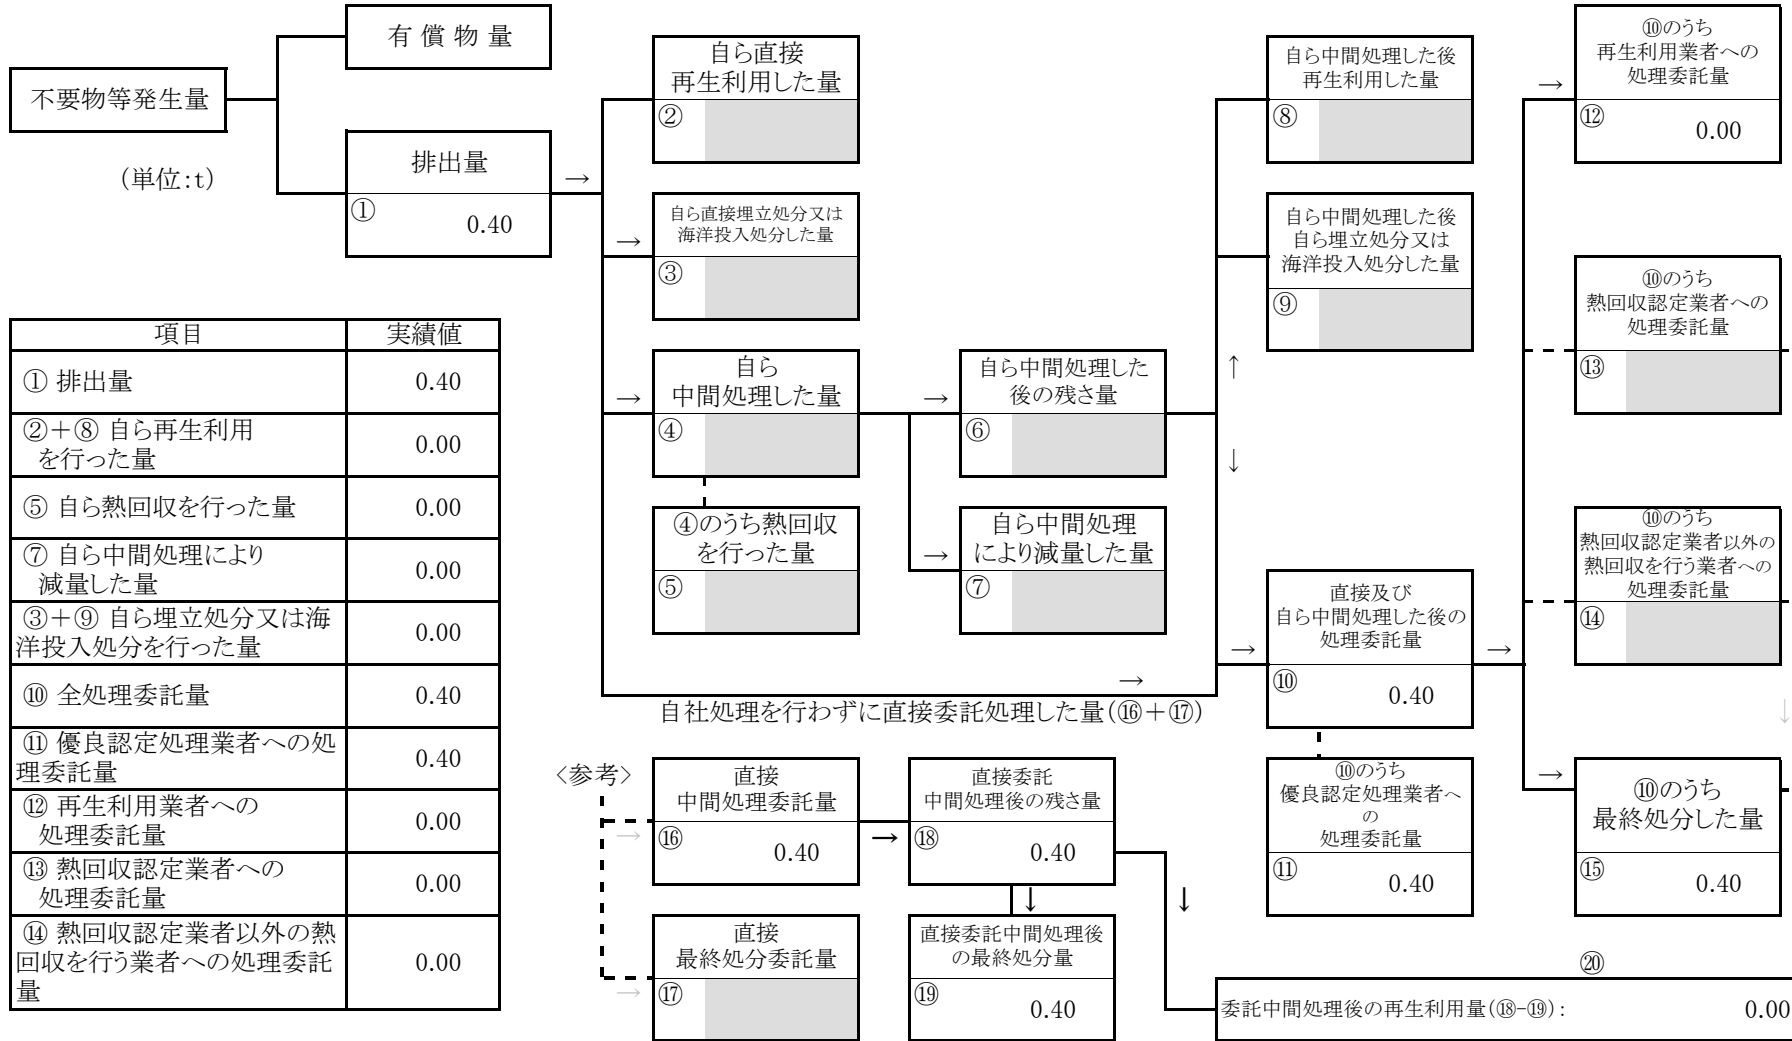 不要物等発生量
有償物量
(単位:t)
排出量
①
0.40
→
自ら直接
再生利用した量
②
→
自ら直接埋立処分又は
海洋投入処分した量
③
→
自ら
中間処理した量
④
④のうち熱回収
を行った量
⑤
→
自ら中間処理した
後の残さ量
⑥
→
自ら中間処理
により減量した量
⑦
↑
↓
自ら中間処理した後
再生利用した量
⑧
自ら中間処理した後
自ら埋立処分又は
海洋投入処分した量
⑨
→
自社処理を行わずに直接委託処理した量(⑯+⑰)
→
直接及び
自ら中間処理した後の
処理委託量
⑩
0.40
→
⑩のうち
優良認定処理業者へ
の
処理委託量
⑪
0.40
→
⑩のうち
再生利用業者への
処理委託量
⑫
0.00
⑩のうち
熱回収認定業者への
処理委託量
⑬
⑩のうち
熱回収認定業者以外の
熱回収を行う業者への
処理委託量
⑭
↓
→
⑩のうち
最終処分した量
⑮
0.40
項目 実績値
① 排出量 0.40
②+⑧ 自ら再生利用
を行った量
0.00
⑤ 自ら熱回収を行った量 0.00
⑦ 自ら中間処理により
減量した量
0.00
③+⑨ 自ら埋立処分又は海
洋投入処分を行った量
0.00
⑩ 全処理委託量 0.40
⑪ 優良認定処理業者への処
理委託量
0.40
⑫ 再生利用業者への
処理委託量
0.00
⑬ 熱回収認定業者への
処理委託量
0.00
⑭ 熱回収認定業者以外の熱
回収を行う業者への処理委託
量
0.00
〈参考〉
→
直接
中間処理委託量
⑯
0.40
→
直接委託
中間処理後の残さ量
⑱
0.40
↓
↓
→
直接
最終処分委託量
⑰
直接委託中間処理後
の最終処分量
⑲
0.40
⑳
委託中間処理後の再生利用量(⑱-⑲): 0.00